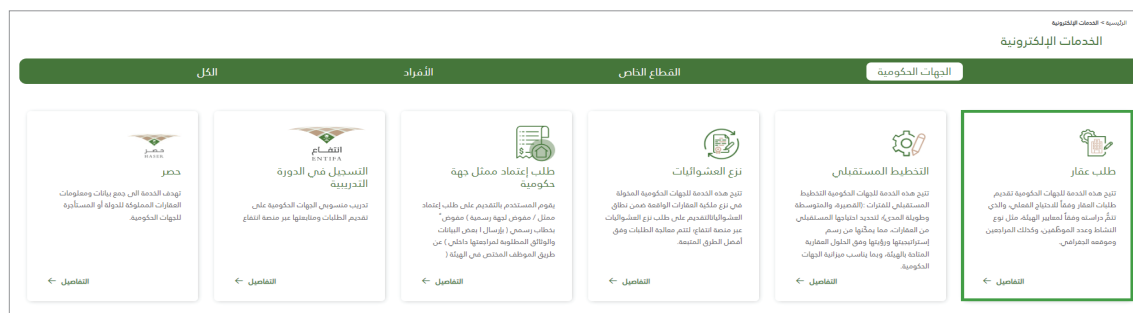 الرئيسية > الخدمات الإلكترونية
الخدمات الإلكترونية
الجهات الحكومية
القطاع الخاص
الأفراد
الكل
طلب عقار
تتيح هذه الخدمة للجهات الحكومية تقديم
طلبات العقار وفقاً للاحتياج الفعلي، والذي
تتمُّ دراسته وفقاً لمعايير الهيئة، مثل نوع
النشاط وعدد الموظّفين، وكذلك المراجعين
وموقعه الجغرافي.
التفاصيل ←
التخطيط المستقبلي
تتيح هذه الخدمة للجهات الحكومية التخطيط
المستقبلي للفترات :(القصيرة، والمتوسطة
وطويلة المدى)؛ لتحديد احتياجها المستقبلي
من العقارات، مما يمكّنها من رسم
إستراتيجيتها ورؤيتها وفق الحلول العقارية
المتاحة بالهيئة، وبما يناسب ميزانية الجهات
الحكومية.
التفاصيل ←
نزع العشوائيات
تتيح هذه الخدمة للجهات الحكومية المخولة
في نزع ملكية العقارات الواقعة ضمن نطاق
العشوائياتالتقديم على طلب نزع العشوائيات
عبر منصة انتفاع؛ لتتم معالجة الطلبات وفق
أفضل الطرق المتبعة.
التفاصيل ←
طلب إعتماد ممثل جهة
حكومية
يقوم المستخدم بالتقديم على طلب إعتماد
ممثل / مفوض لجهة رسمية ) مفوض ّ
بخطاب رسمي ( بإرسال ا بعض البيانات
والوثائق المطلوبة لمراجعتها داخلي ) عن
طريق الموظف المختص في الهيئة (
التفاصيل ←
انتفــاع
ENTIFA
التسجيل في الدورة
التدريبية
تدريب منسوبي الجهات الحكومية على
تقديم الطلبات ومتابعتها عبر منصة انتفاع
التفاصيل ←
حصر
HASER
حصر
تهدف الخدمة الى جمع بيانات ومعلومات
العقارات المملوكة للدولة أو المستأجرة
للجهات الحكومية.
التفاصيل ←